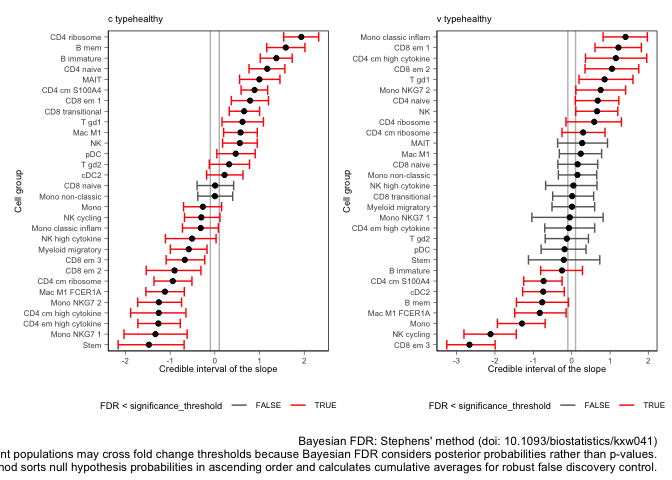 c typehealthy
CD4 ribosome
B mem
B immature
CD4 naive
MAIT
CD4 cm S100A4
CD8 em 1
CD8 transitional
T gd1
Mac M1
NK
pDC
T gd2
cDC2
CD8 naive
Mono non-classic
Mono
NK cycling
Mono classic inflam
NK high cytokine
Myeloid migratory
CD8 em 3
CD8 em 2
CD4 cm ribosome
Mac M1 FCER1A
Mono NKG7 2
CD4 cm high cytokine
CD4 em high cytokine
Mono NKG7 1
Stem
Cell group
-2 -1 0 1 2
Credible interval of the slope
FDR < significance_threshold FALSE TRUE
v typehealthy
Mono classic inflam
CD8 em 1
CD4 cm high cytokine
CD8 em 2
T gd1
Mono NKG7 2
CD4 naive
NK
CD4 ribosome
CD4 cm ribosome
MAIT
Mac M1
CD8 naive
Mono non-classic
NK high cytokine
CD8 transitional
Myeloid migratory
Mono NKG7 1
CD4 em high cytokine
T gd2
pDC
Stem
B immature
CD4 cm S100A4
cDC2
B mem
Mac M1 FCER1A
Mono
NK cycling
CD8 em 3
Cell group
-3 -2 -1 0 1 2
Credible interval of the slope
FDR < significance_threshold FALSE TRUE
Bayesian FDR: Stephens' method (doi: 10.1093/biostatistics/kxw041)
nt populations may cross fold change thresholds because Bayesian FDR considers posterior probabilities rather than p-values.
nod sorts null hypothesis probabilities in ascending order and calculates cumulative averages for robust false discovery control.